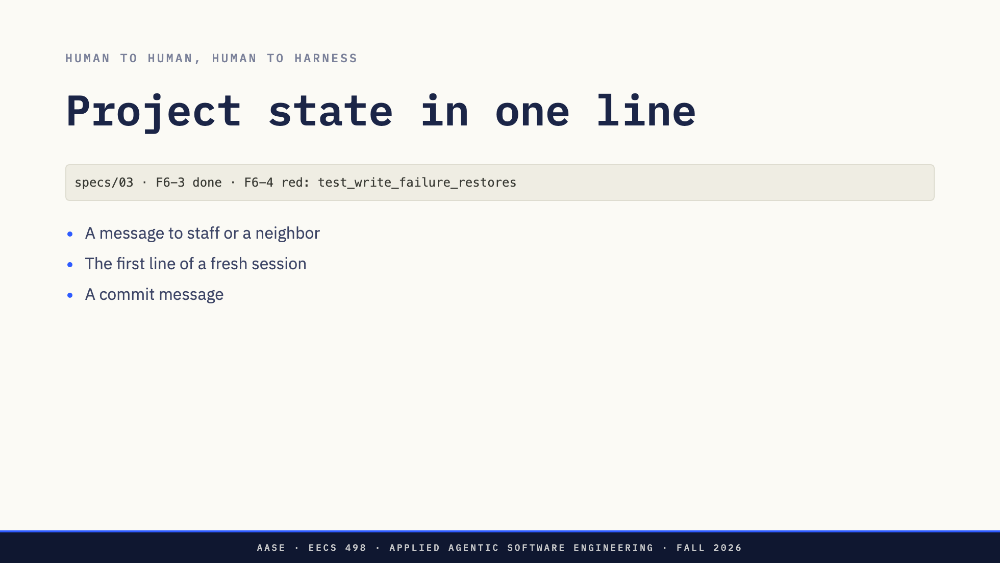 HUMAN TO HUMAN, HUMAN TO HARNESS
Project state in one line
specs/03 · F6-3 done · F6-4 red: test_write_failure_restores
• A message to staff or a neighbor
• The first line of a fresh session
• A commit message
AASE · EECS 498 · APPLIED AGENTIC SOFTWARE ENGINEERING · FALL 2026